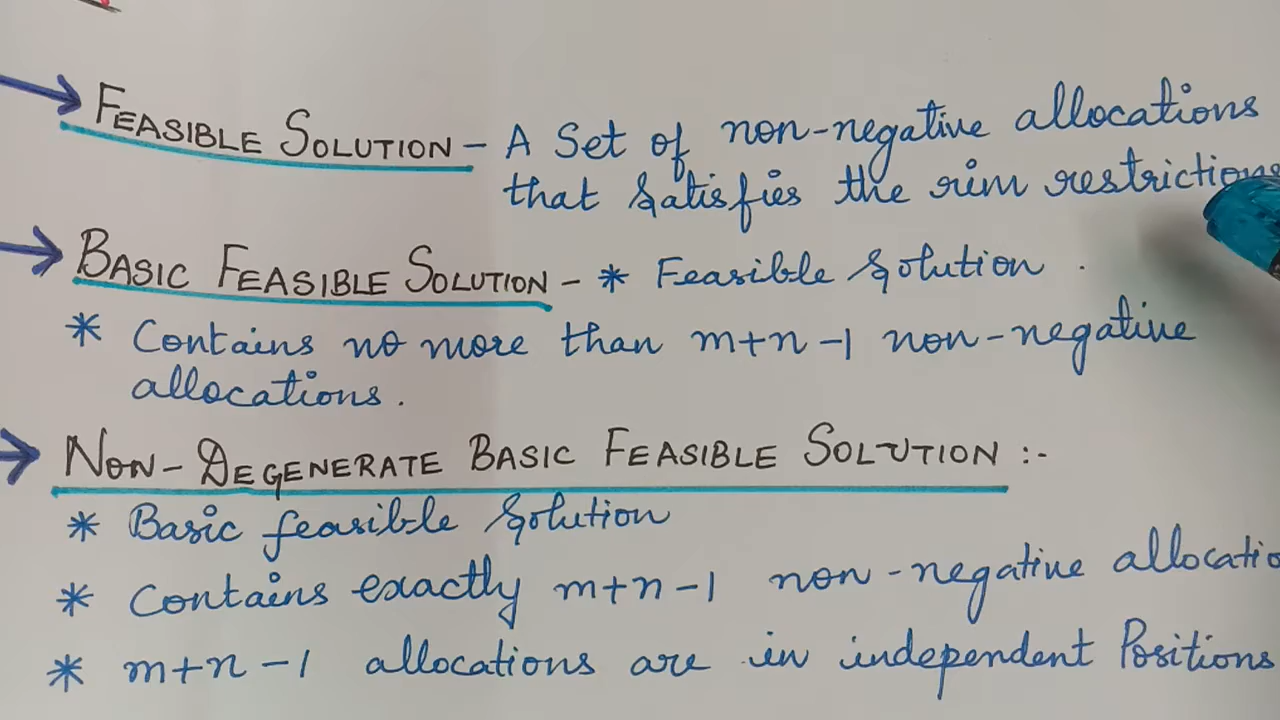 FEASIBLE SOLUTION - A Set of non-negative allocations
that satisfies the rim restrictions
BASIC FEASIBLE SOLUTION - * Feasible Solution .
* Contains no more than m+n-1 non-negative
allocations.
NON-DEGENERATE BASIC FEASIBLE SOLUTION :-
* Basic feasible Solution
* Contains exactly m+n-1 non-negative allocatio
* m+n-1 allocations are in independent Positions